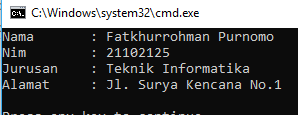 C:\Windows\system32\cmd.exe
Nama : Fatkhurrohman Purnomo
Nim : 21102125
Jurusan : Teknik Informatika
Alamat : Jl. Surya Kencana No.1